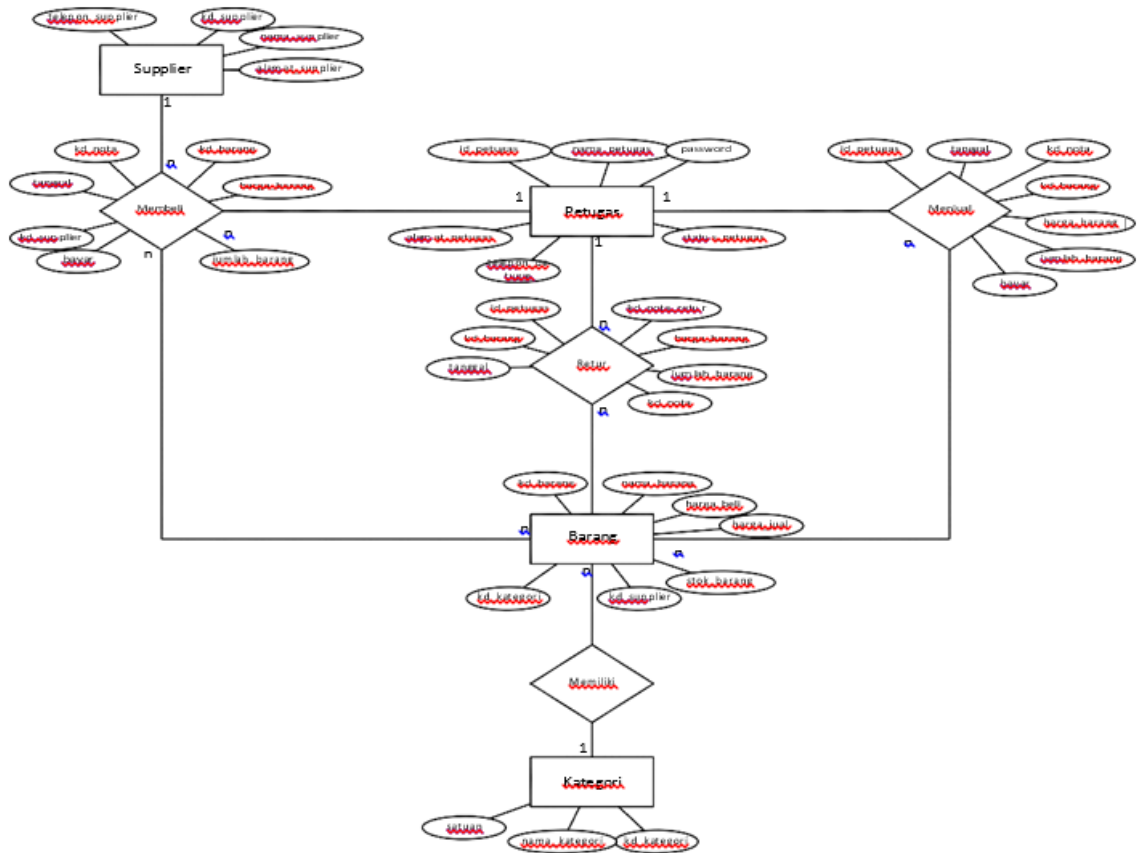 telepon_supplier
kd_supplier
nama_supplier
alamat_supplier
Supplier
1
n
kd_nota
kd_barang
tanggal
harga_barang
Membeli
kd_supplier
bayar
jumlah_barang
n
n
id_petugas
nama_petugas
password
1
Petugas
1
alamat_petugas
status_petugas
1
id_petugas
tanggal
kd_nota
kd_barang
Menjual
harga_barang
jumlah_barang
bayar
n
id_petugas
kd_nota_retur
n
kd_barang
harga_barang
tanggal
Retur
jumlah_barang
kd_nota
n
kd_barang
nama_barang
harga_beli
harga_jual
n
Barang
n
stok_barang
n
kd_kategori
kd_supplier
Memiliki
1
Kategori
satuan
nama_kategori
kd_kategori